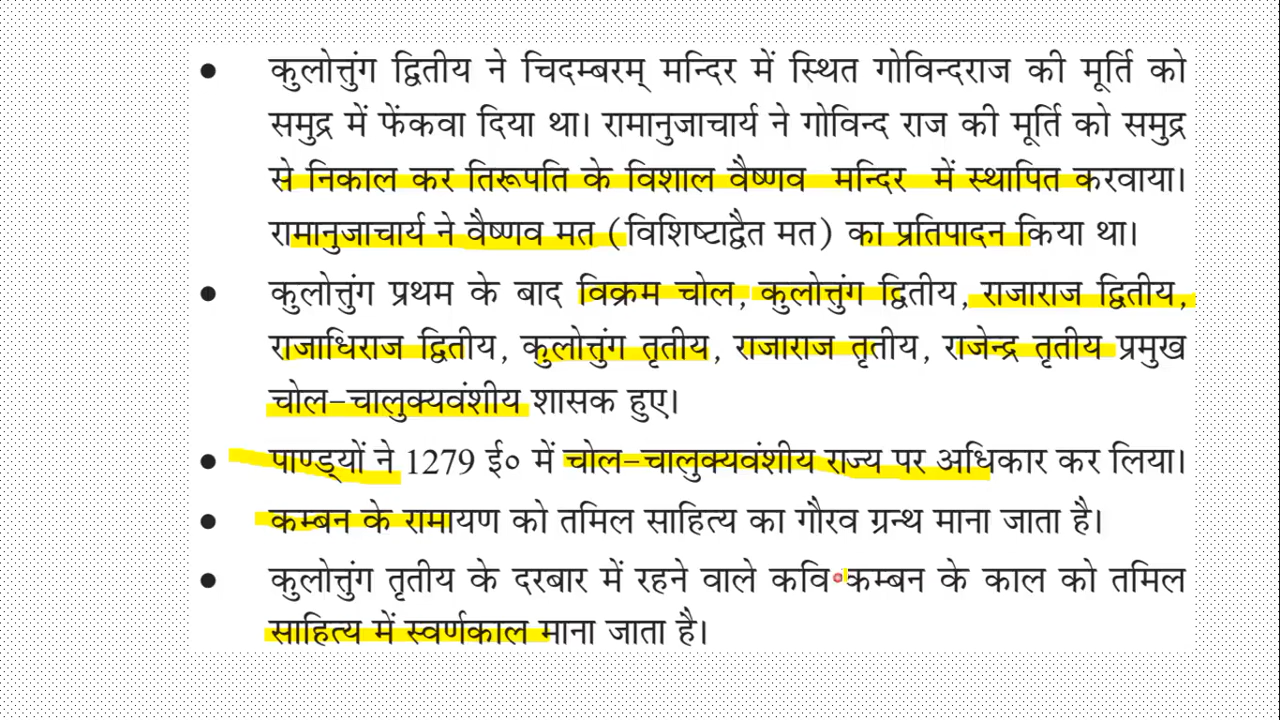 • कुलोत्तुंग द्वितीय ने चिदम्बरम् मन्दिर में स्थित गोविन्दराज की मूर्ति को
समुद्र में फेंकवा दिया था। रामानुजाचार्य ने गोविन्द राज की मूर्ति को समुद्र
से निकाल कर तिरूपति के विशाल वैष्णव मन्दिर में स्थापित करवाया।
रामानुजाचार्य ने वैष्णव मत (विशिष्टाद्वैत मत) का प्रतिपादन किया था।
• कुलोत्तुंग प्रथम के बाद विक्रम चोल, कुलोत्तुंग द्वितीय, राजाराज द्वितीय,
राजाधिराज द्वितीय, कुलोत्तुंग तृतीय, राजाराज तृतीय, राजेन्द्र तृतीय प्रमुख
चोल-चालुक्यवंशीय शासक हुए।
• पाण्ड्यों ने 1279 ई० में चोल-चालुक्यवंशीय राज्य पर अधिकार कर लिया।
• कम्बन के रामायण को तमिल साहित्य का गौरव ग्रन्थ माना जाता है।
• कुलोत्तुंग तृतीय के दरबार में रहने वाले कवि कम्बन के काल को तमिल
साहित्य में स्वर्णकाल माना जाता है।